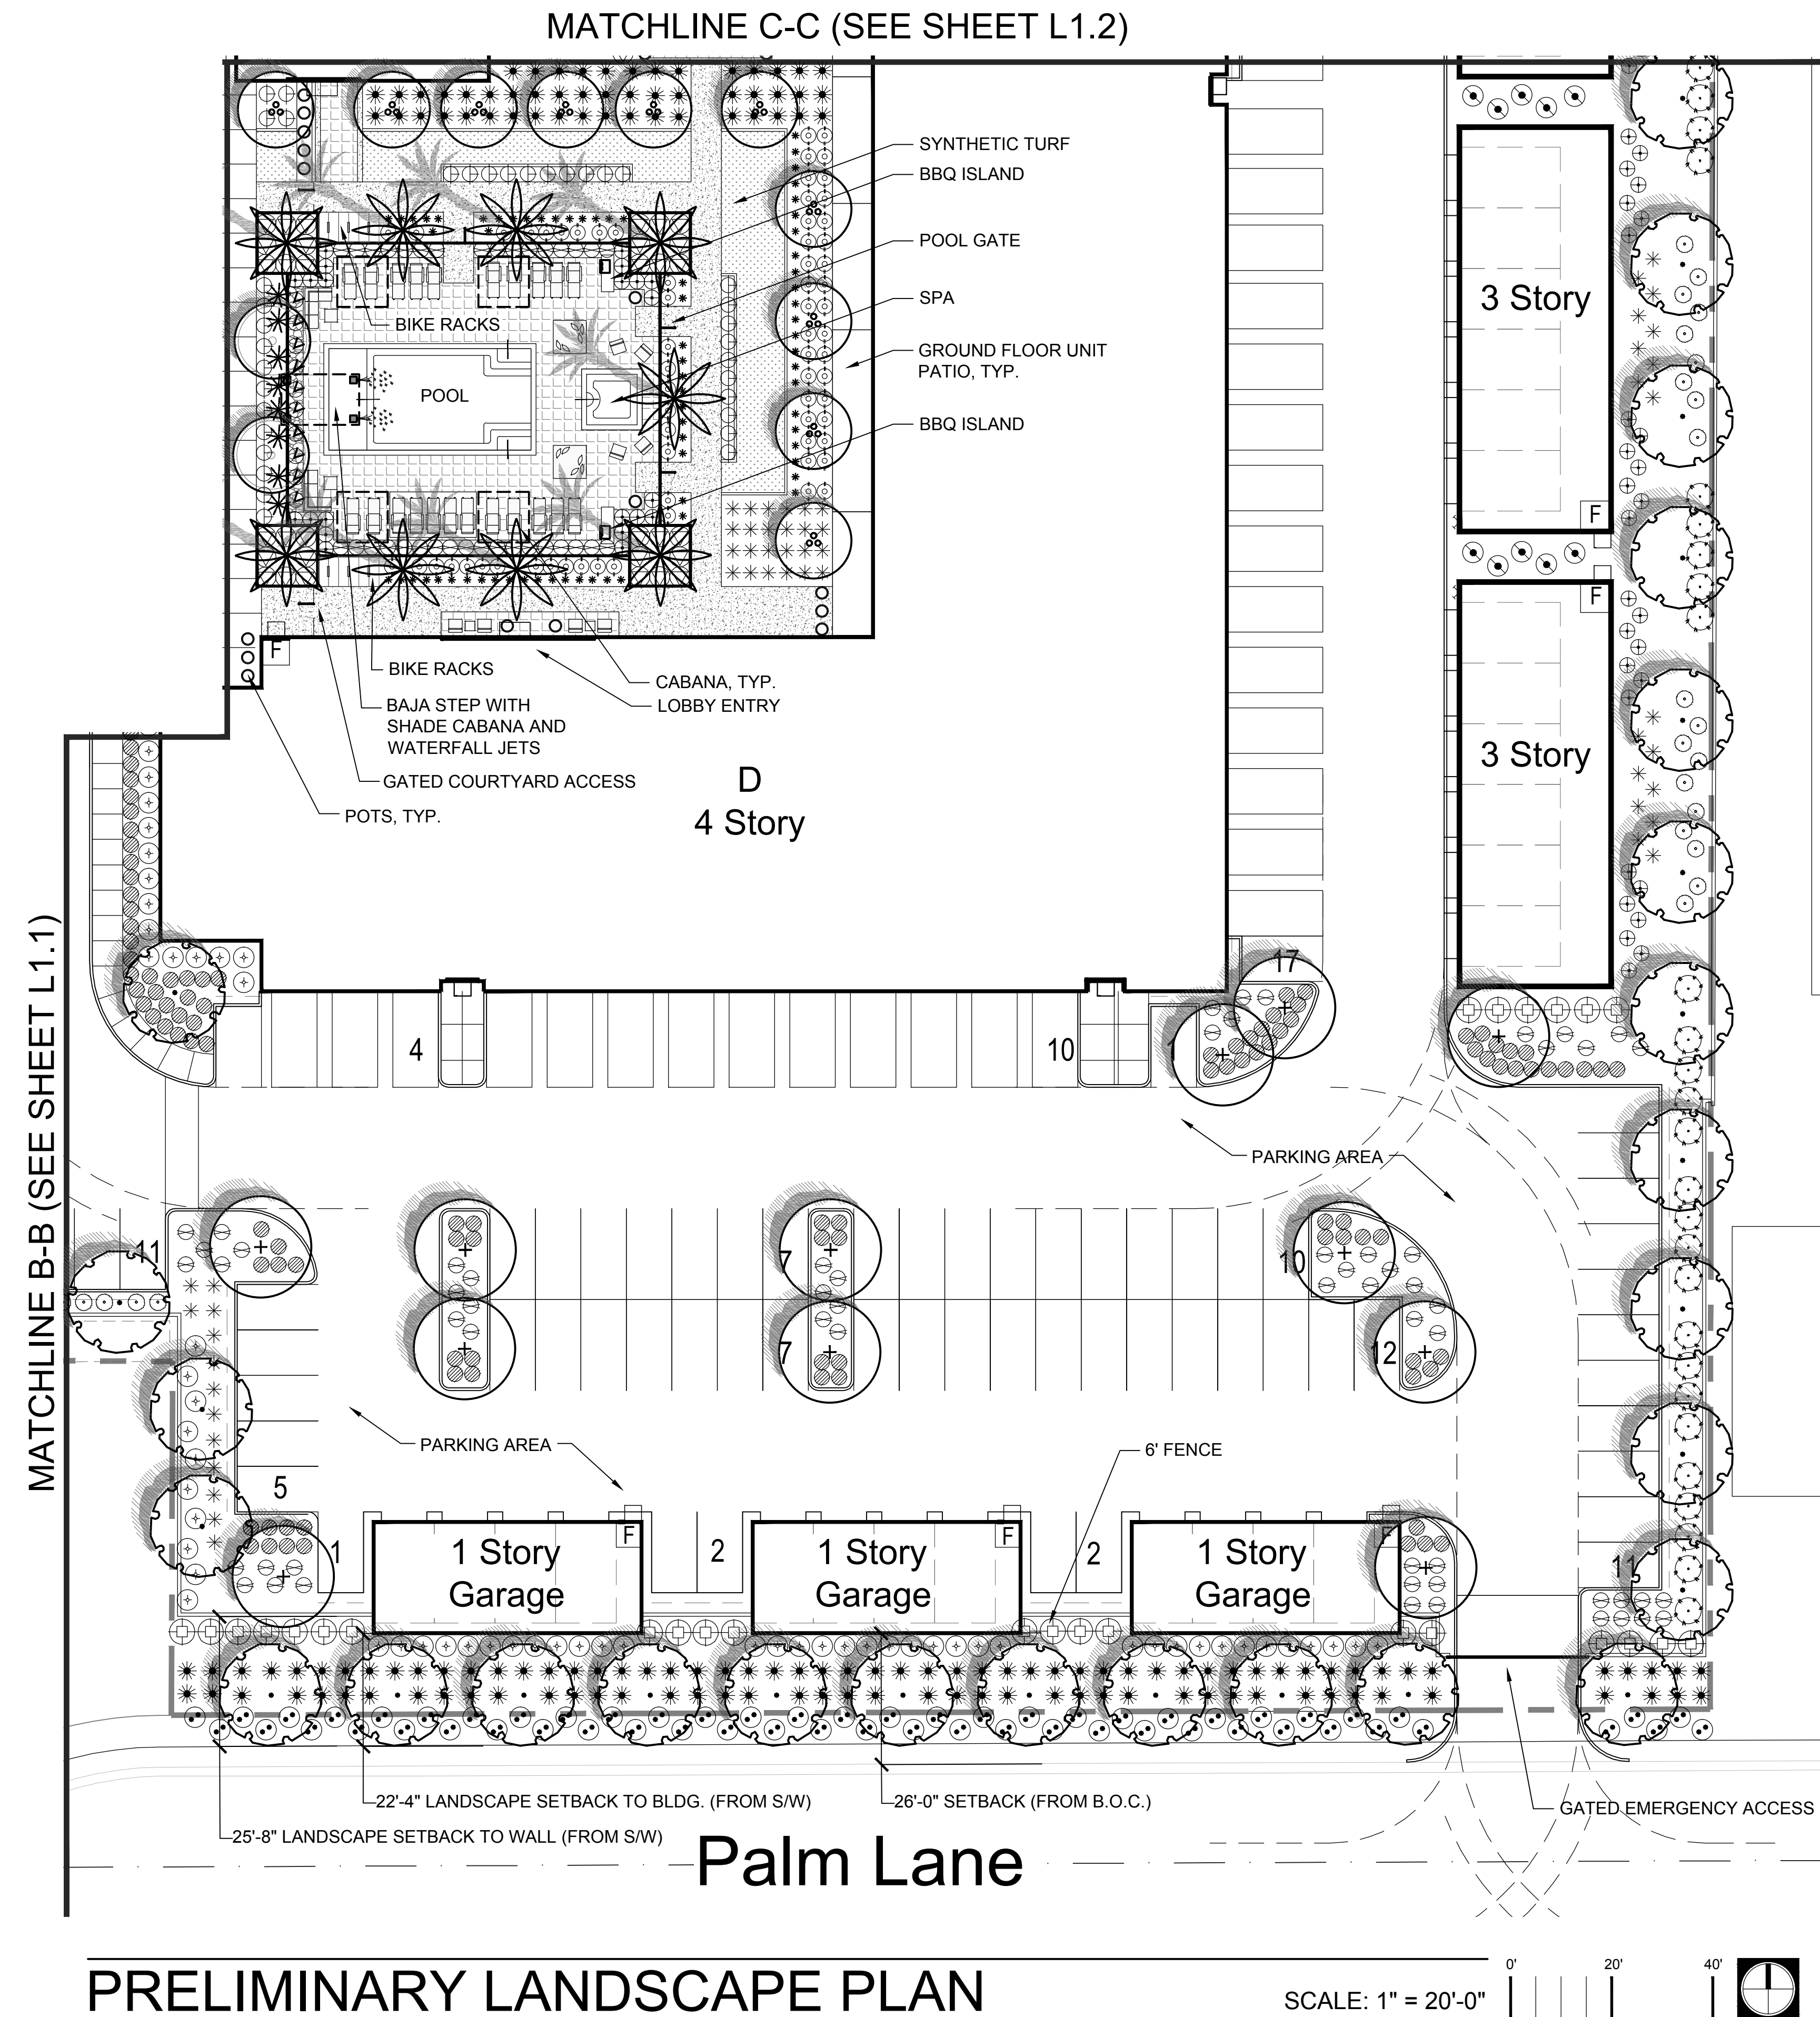 MATCHLINE C-C (SEE SHEET L1.2)
SYNTHETIC TURF
BBQ ISLAND
POOL GATE
SPA
BIKE RACKS
GROUND FLOOR UNIT
PATIO, TYP.
POOL
BBQ ISLAND
3 Story
F
F
F
BIKE RACKS
CABANA, TYP.
LOBBY ENTRY
BAJA STEP WITH
SHADE CABANA AND
WATERFALL JETS
GATED COURTYARD ACCESS
POTS, TYP.
D
4 Story
3 Story
MATCHLINE B-B (SEE SHEET L1.1)
17
4
10
1
PARKING AREA
11
7
10
7
12
PARKING AREA
6' FENCE
5
1
1 Story
Garage
F
2
1 Story
Garage
F
2
1 Story
Garage
F
11
22'-4" LANDSCAPE SETBACK TO BLDG. (FROM S/W)
26'-0" SETBACK (FROM B.O.C.)
GATED EMERGENCY ACCESS
25'-8" LANDSCAPE SETBACK TO WALL (FROM S/W)
Palm Lane
PRELIMINARY LANDSCAPE PLAN
SCALE: 1" = 20'-0"
0'
20'
40'